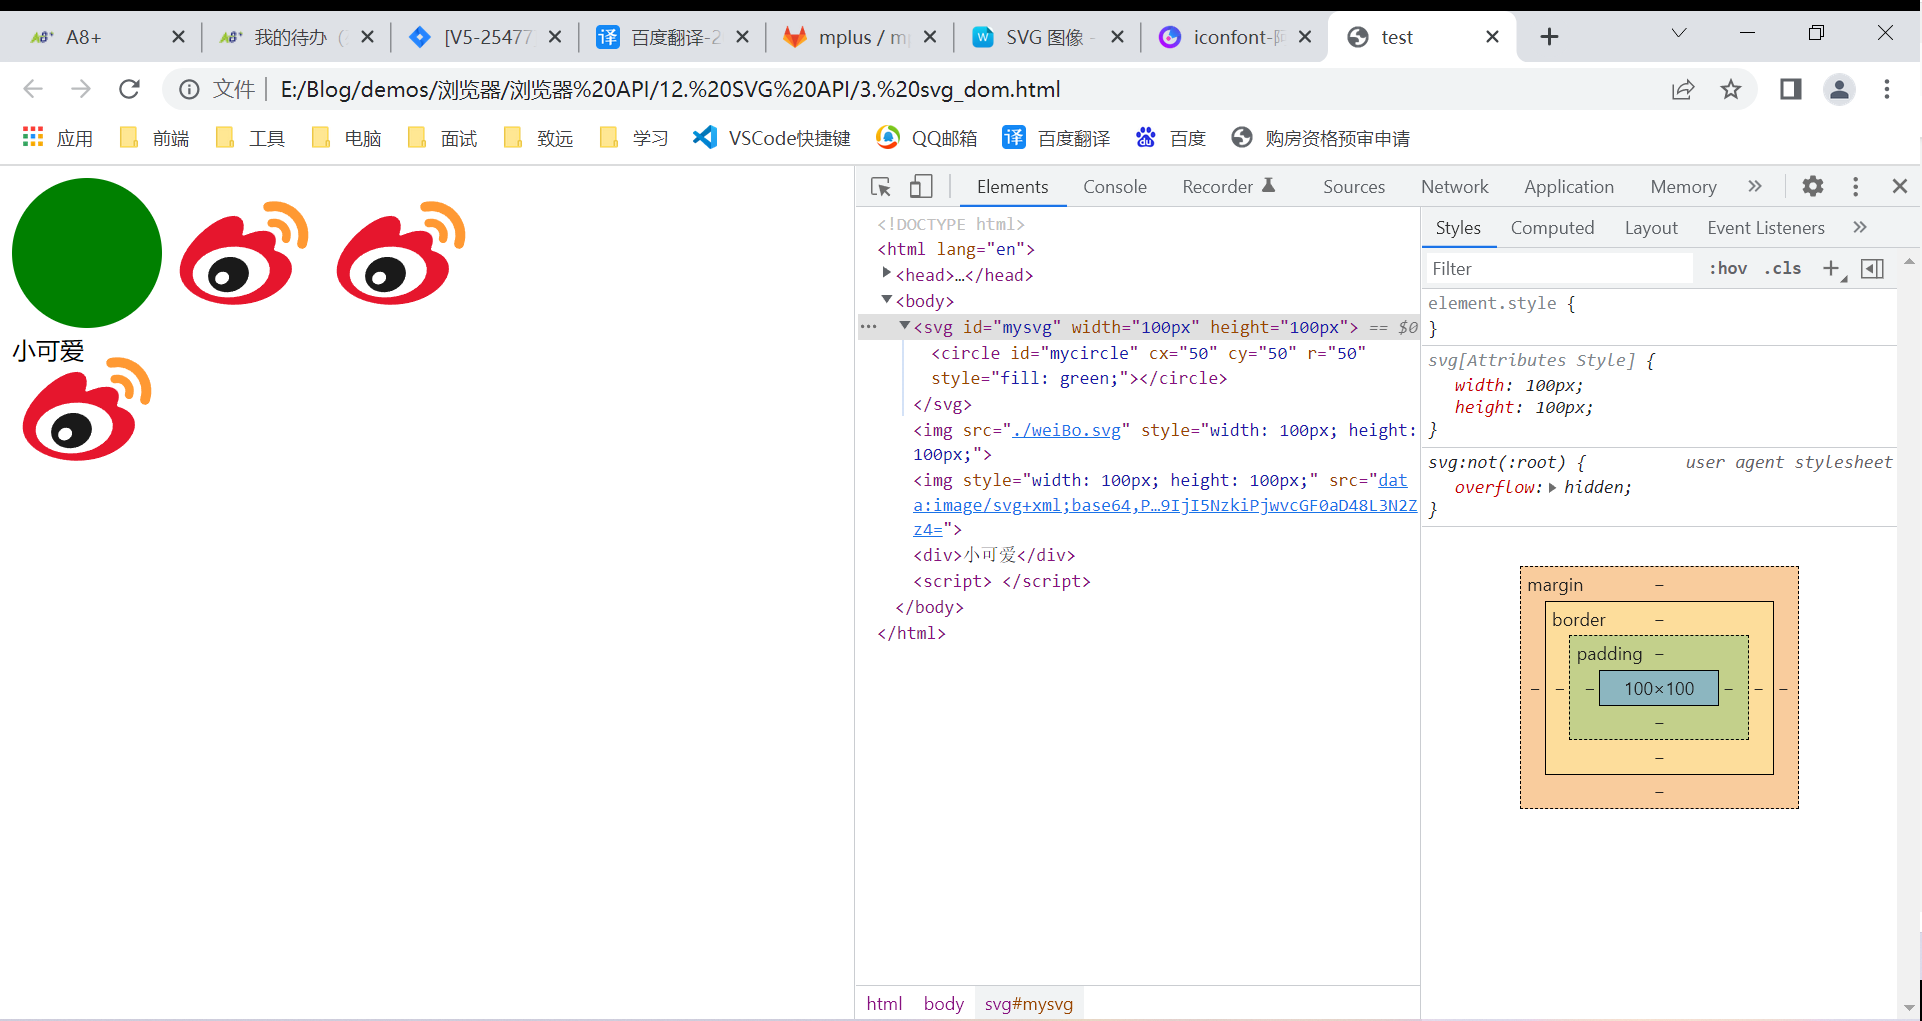 A8+
我的待办
[V5-25477
百度翻译-2
mplus / m
SVG 图像 -
iconfont-阿
test
文件
E:/Blog/demos/浏览器/浏览器%20API/12.%20SVG%20API/3.%20svg_dom.html
应用 前端 工具 电脑 面试 致远 学习 VSCode快捷键 QQ邮箱 译 百度翻译 du 百度 购房资格预审申请
小可爱
Elements Console Recorder Sources Network Application Memory
<!DOCTYPE html>
<html lang="en">
<head>…</head>
<body>
<svg id="mysvg" width="100px" height="100px"> == $0
<circle id="mycircle" cx="50" cy="50" r="50"
style="fill: green;"></circle>
</svg>
<img src="./weiBo.svg" style="width: 100px; height:
100px;">
<img style="width: 100px; height: 100px;" src="dat
a:image/svg+xml;base64,P…9IjI5NzkiPjwvcGF0aD48L3N2Z
z4=">
<div>小可爱</div>
<script> </script>
</body>
</html>
html body svg#mysvg
Styles Computed Layout Event Listeners
Filter :hov .cls
element.style {
}
svg[Attributes Style] {
width: 100px;
height: 100px;
}
svg:not(:root) { user agent stylesheet
overflow: hidden;
}
margin –
border –
padding –
– – – 100×100 – – –
–
–
–